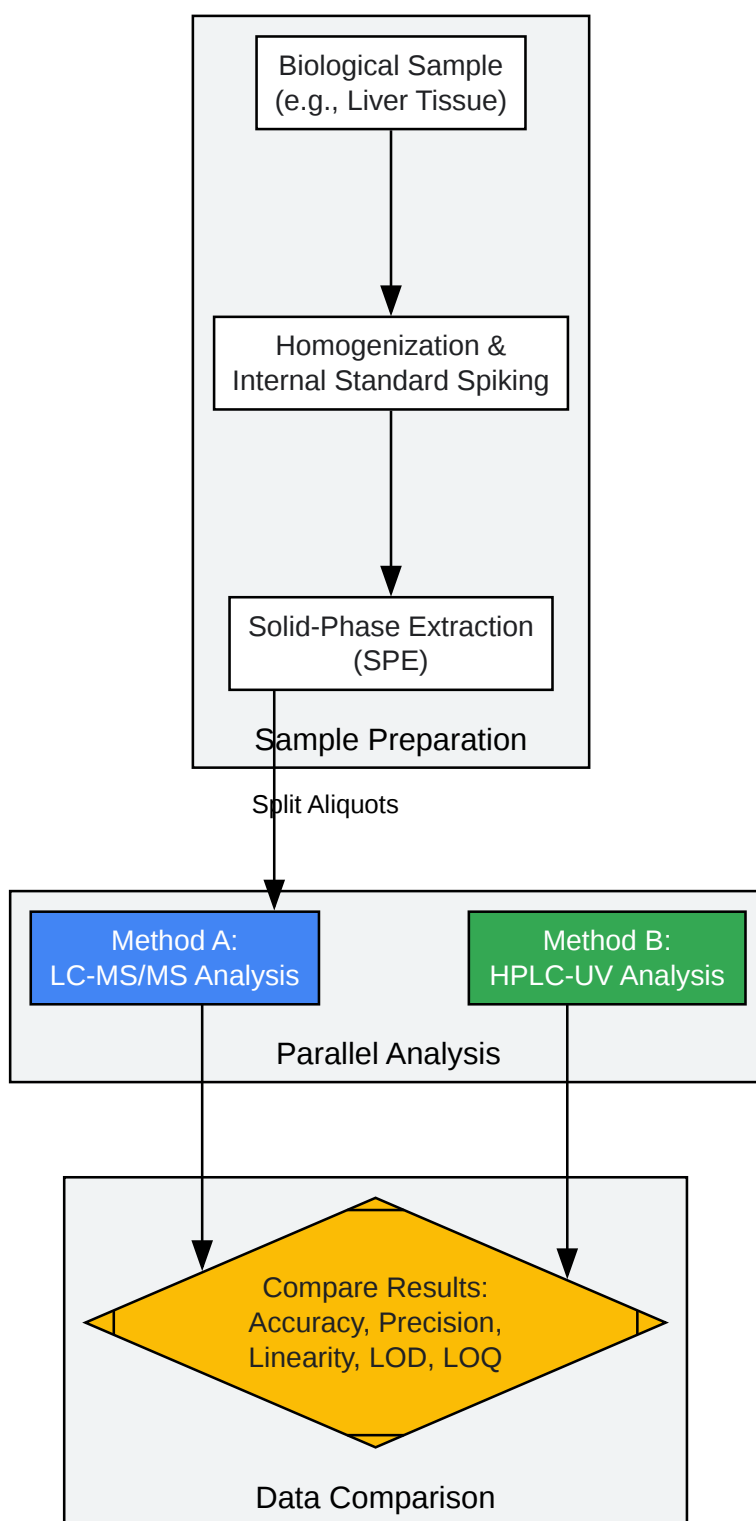 Biological Sample
(e.g., Liver Tissue)
Homogenization &
Internal Standard Spiking
Solid-Phase Extraction
(SPE)
Sample Preparation
Split Aliquots
Method A:
LC-MS/MS Analysis
Method B:
HPLC-UV Analysis
Parallel Analysis
Compare Results:
Accuracy, Precision,
Linearity, LOD, LOQ
Data Comparison